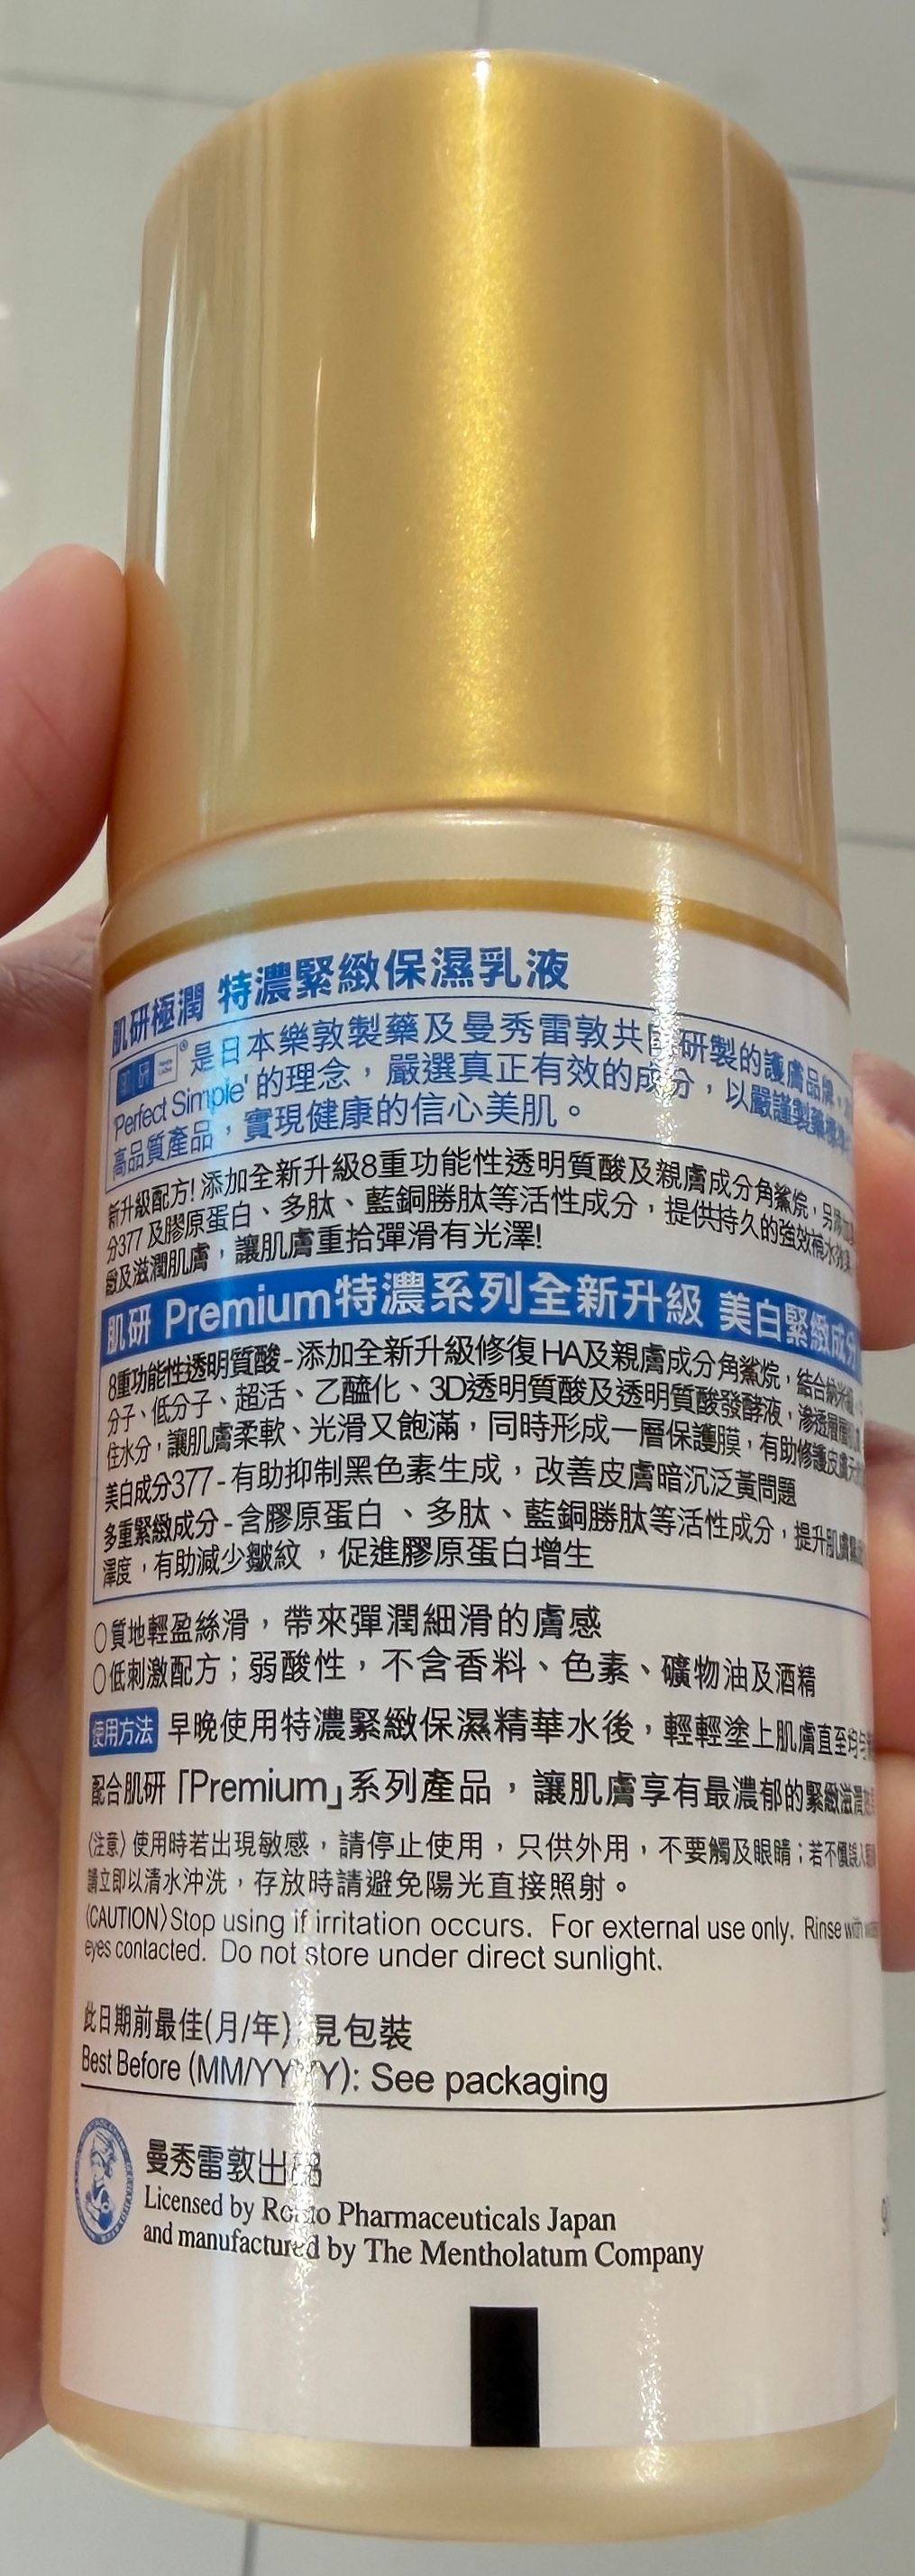 肌研極潤 特濃緊緻保濕乳液
肌研® 是日本樂敦製藥及曼秀雷敦共同研製的護膚品牌，
'Perfect Simple' 的理念，嚴選真正有效的成分，以嚴謹製藥
高品質產品，實現健康的信心美肌。
新升級配方! 添加全新升級8重功能性透明質酸及親膚成分角鯊烷，另添加
分377及膠原蛋白、多肽、藍銅勝肽等活性成分，提供持久的強效補水
緻及滋潤肌膚，讓肌膚重拾彈滑有光澤!
肌研 Premium特濃系列全新升級 美白緊緻成分
8重功能性透明質酸-添加全新升級修復HA及親膚成分角鯊烷，結合納米
分子、低分子、超活、乙醯化、3D透明質酸及透明質酸發酵液，滲透層層
住水分，讓肌膚柔軟、光滑又飽滿，同時形成一層保護膜，有助修護皮膚
美白成分377-有助抑制黑色素生成，改善皮膚暗沉泛黃問題
多重緊緻成分-含膠原蛋白、多肽、藍銅勝肽等活性成分，提升肌膚
澤度，有助減少皺紋，促進膠原蛋白增生
○質地輕盈絲滑，帶來彈潤細滑的膚感
○低刺激配方；弱酸性，不含香料、色素、礦物油及酒精
使用方法 早晚使用特濃緊緻保濕精華水後，輕輕塗上肌膚直至均勻
配合肌研「Premium」系列產品，讓肌膚享有最濃郁的緊緻滋潤
〈注意〉使用時若出現敏感，請停止使用，只供外用，不要觸及眼睛；若不慎誤入
請立即以清水沖洗，存放時請避免陽光直接照射。
〈CAUTION〉Stop using if irritation occurs. For external use only. Rinse with
eyes contacted. Do not store under direct sunlight.
此日期前最佳(月/年):見包裝
Best Before (MM/YYYY): See packaging
曼秀雷敦出品
Licensed by Rohto Pharmaceuticals Japan
and manufactured by The Mentholatum Company